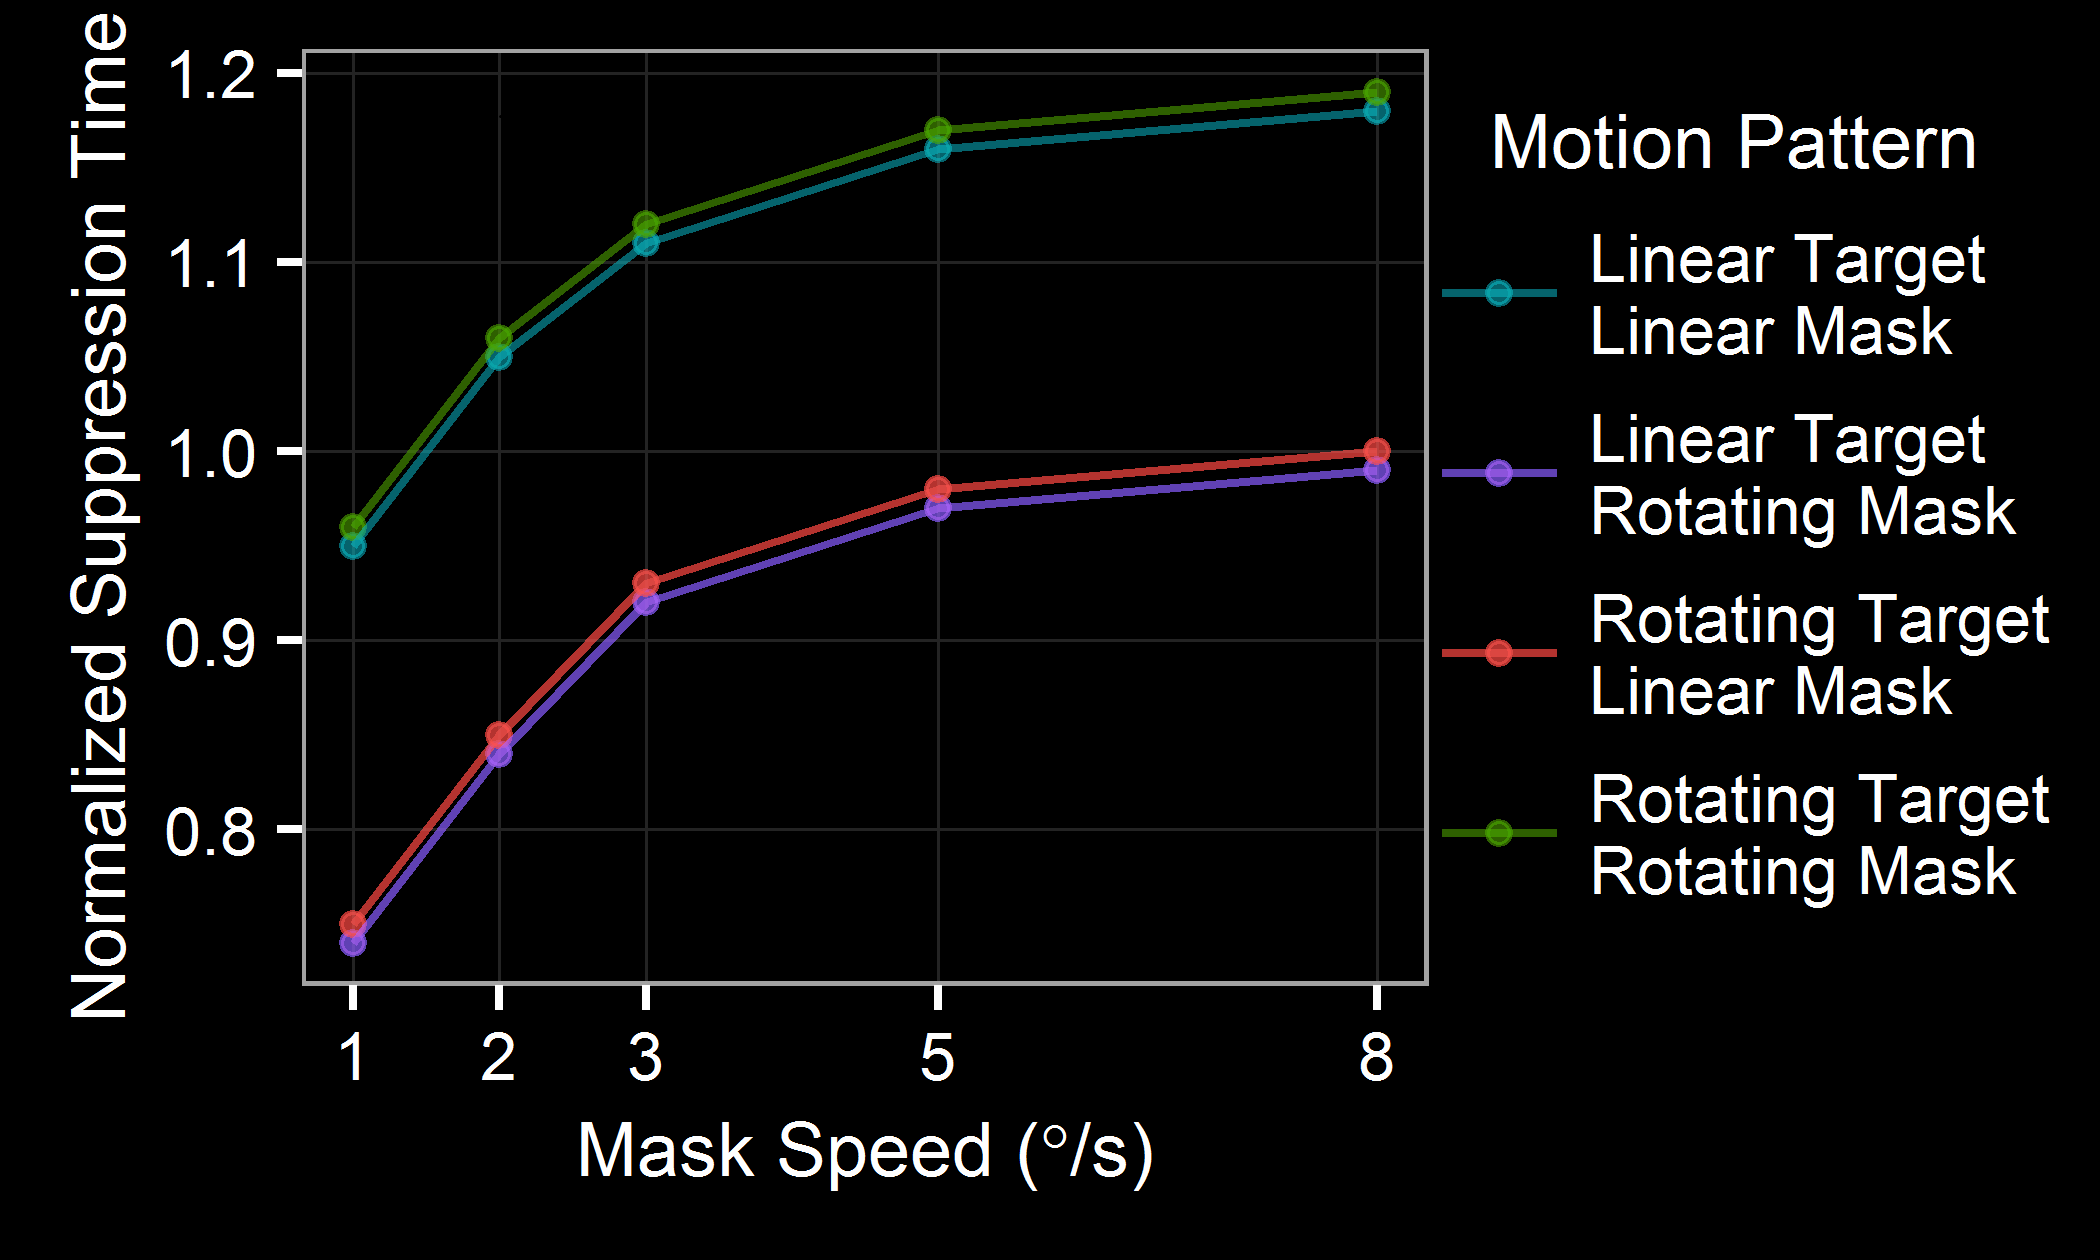 Normalized Suppression Time
1.2
1.1
1.0
0.9
0.8
1 2 3 5 8
Mask Speed (°/s)
Motion Pattern
Linear Target
Linear Mask
Linear Target
Rotating Mask
Rotating Target
Linear Mask
Rotating Target
Rotating Mask